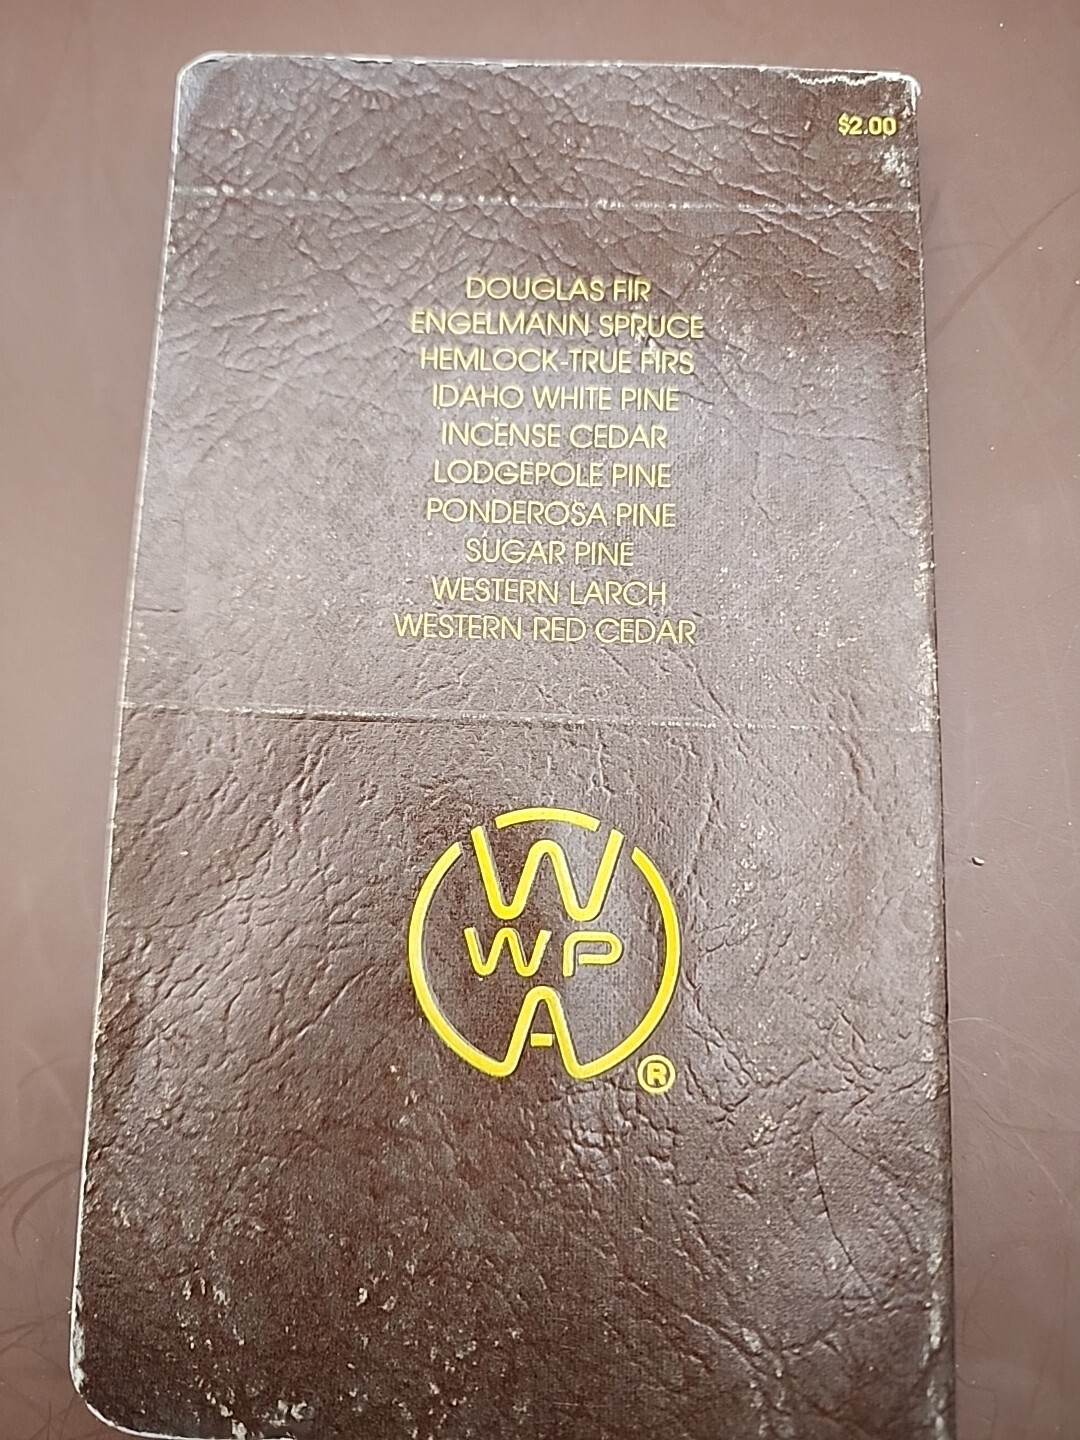 $2.00
DOUGLAS FIR
ENGELMANN SPRUCE
HEMLOCK-TRUE FIRS
IDAHO WHITE PINE
INCENSE CEDAR
LODGEPOLE PINE
PONDEROSA PINE
SUGAR PINE
WESTERN LARCH
WESTERN RED CEDAR
W
WP
A
®